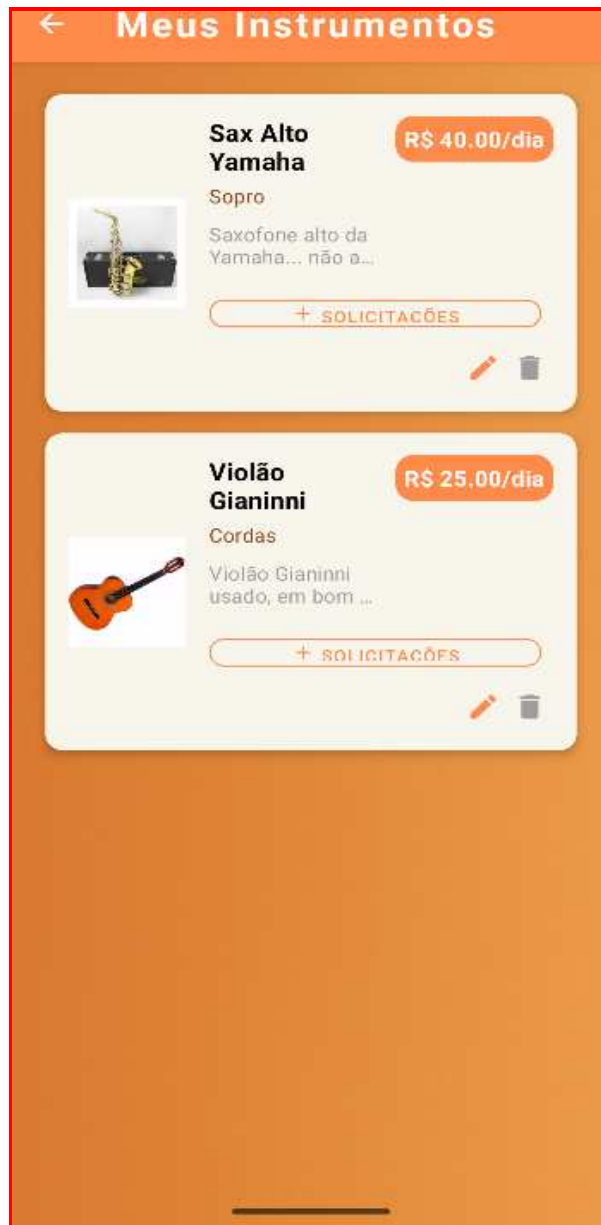 Meus Instrumentos
Sax Alto
Yamaha
R$ 40.00/dia
Sopro
Saxofone alto da
Yamaha... não a...
+ SOLICITAÇÕES
Violão
Gianinni
R$ 25.00/dia
Cordas
Violão Gianinni
usado, em bom ...
+ SOLICITAÇÕES